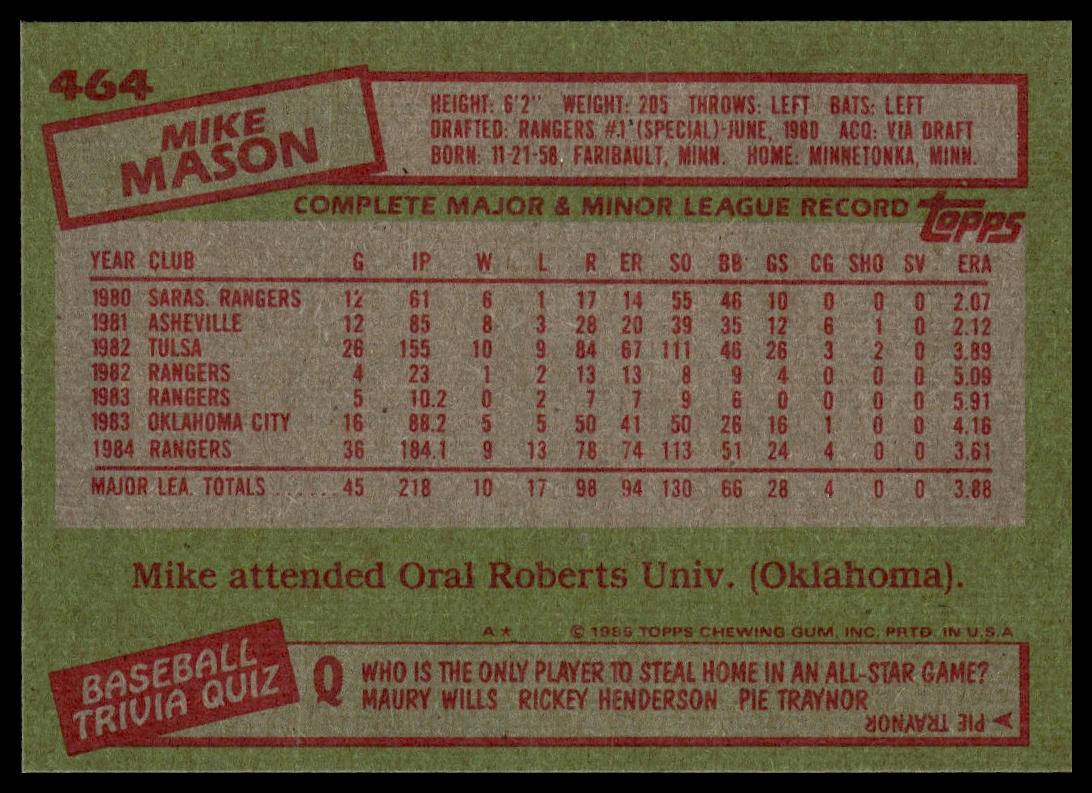 464
MIKE
MASON
HEIGHT: 6'2" WEIGHT: 205 THROWS: LEFT BATS: LEFT
DRAFTED: RANGERS #1 (SPECIAL)-JUNE, 1980 ACQ: VIA DRAFT
BORN: 11-21-58, FARIBAULT, MINN. HOME: MINNETONKA, MINN.
COMPLETE MAJOR & MINOR LEAGUE RECORD
topps
YEAR CLUB G IP W L R ER SO BB GS CG SHO SV ERA
1980 SARAS. RANGERS 12 61 6 1 17 14 55 46 10 0 0 0 2.07
1981 ASHEVILLE 12 85 8 3 28 20 39 35 12 6 1 0 2.12
1982 TULSA 26 155 10 9 84 67 111 46 26 3 2 0 3.89
1982 RANGERS 4 23 1 2 13 13 8 9 4 0 0 0 5.09
1983 RANGERS 5 10.2 0 2 7 7 9 6 0 0 0 0 5.91
1983 OKLAHOMA CITY 16 88.2 5 5 50 41 50 26 16 1 0 0 4.16
1984 RANGERS 36 184.1 9 13 78 74 113 51 24 4 0 0 3.61
MAJOR LEA. TOTALS ...... 45 218 10 17 98 94 130 66 28 4 0 0 3.88
Mike attended Oral Roberts Univ. (Oklahoma).
A* © 1985 TOPPS CHEWING GUM, INC. PRTD. IN U.S.A
BASEBALL
TRIVIA QUIZ
Q WHO IS THE ONLY PLAYER TO STEAL HOME IN AN ALL-STAR GAME?
MAURY WILLS RICKEY HENDERSON PIE TRAYNOR
A PIE TRAYNOR